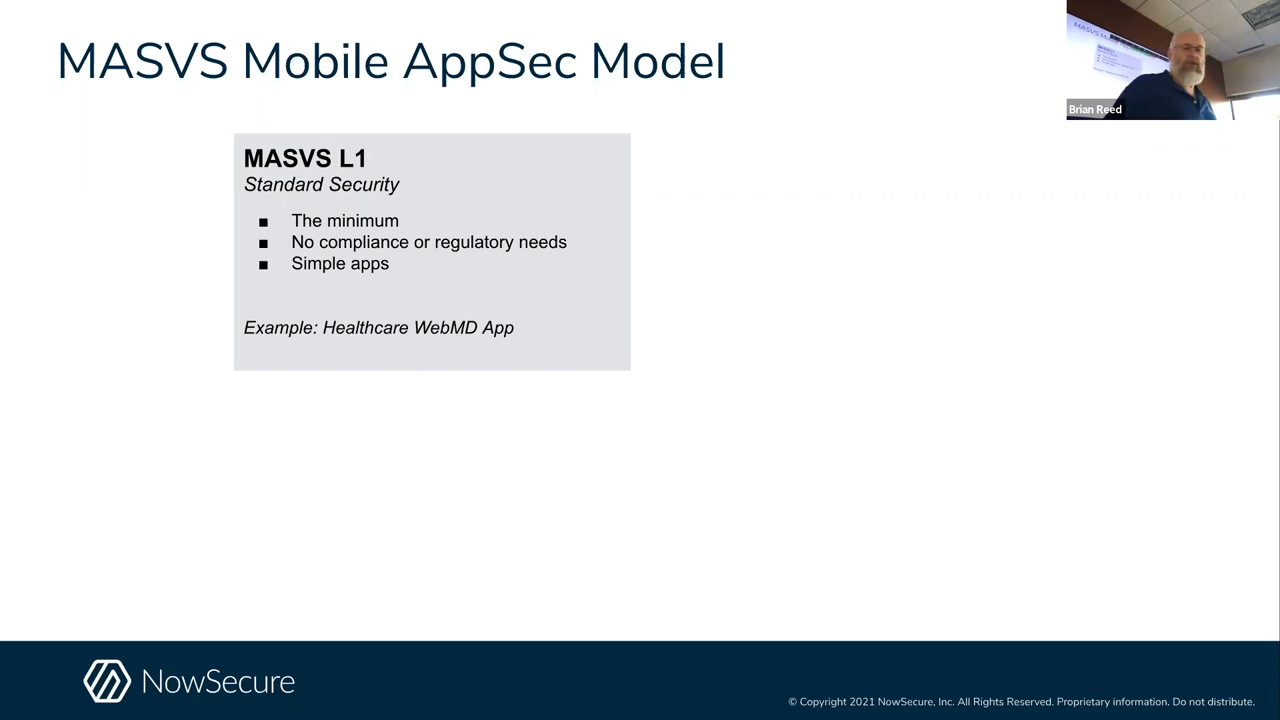 MASVS Mobile AppSec Model
Brian Reed
MASVS L1
Standard Security
■ The minimum
■ No compliance or regulatory needs
■ Simple apps
Example: Healthcare WebMD App
NowSecure
© Copyright 2021 NowSecure, Inc. All Rights Reserved. Proprietary information. Do not distribute.